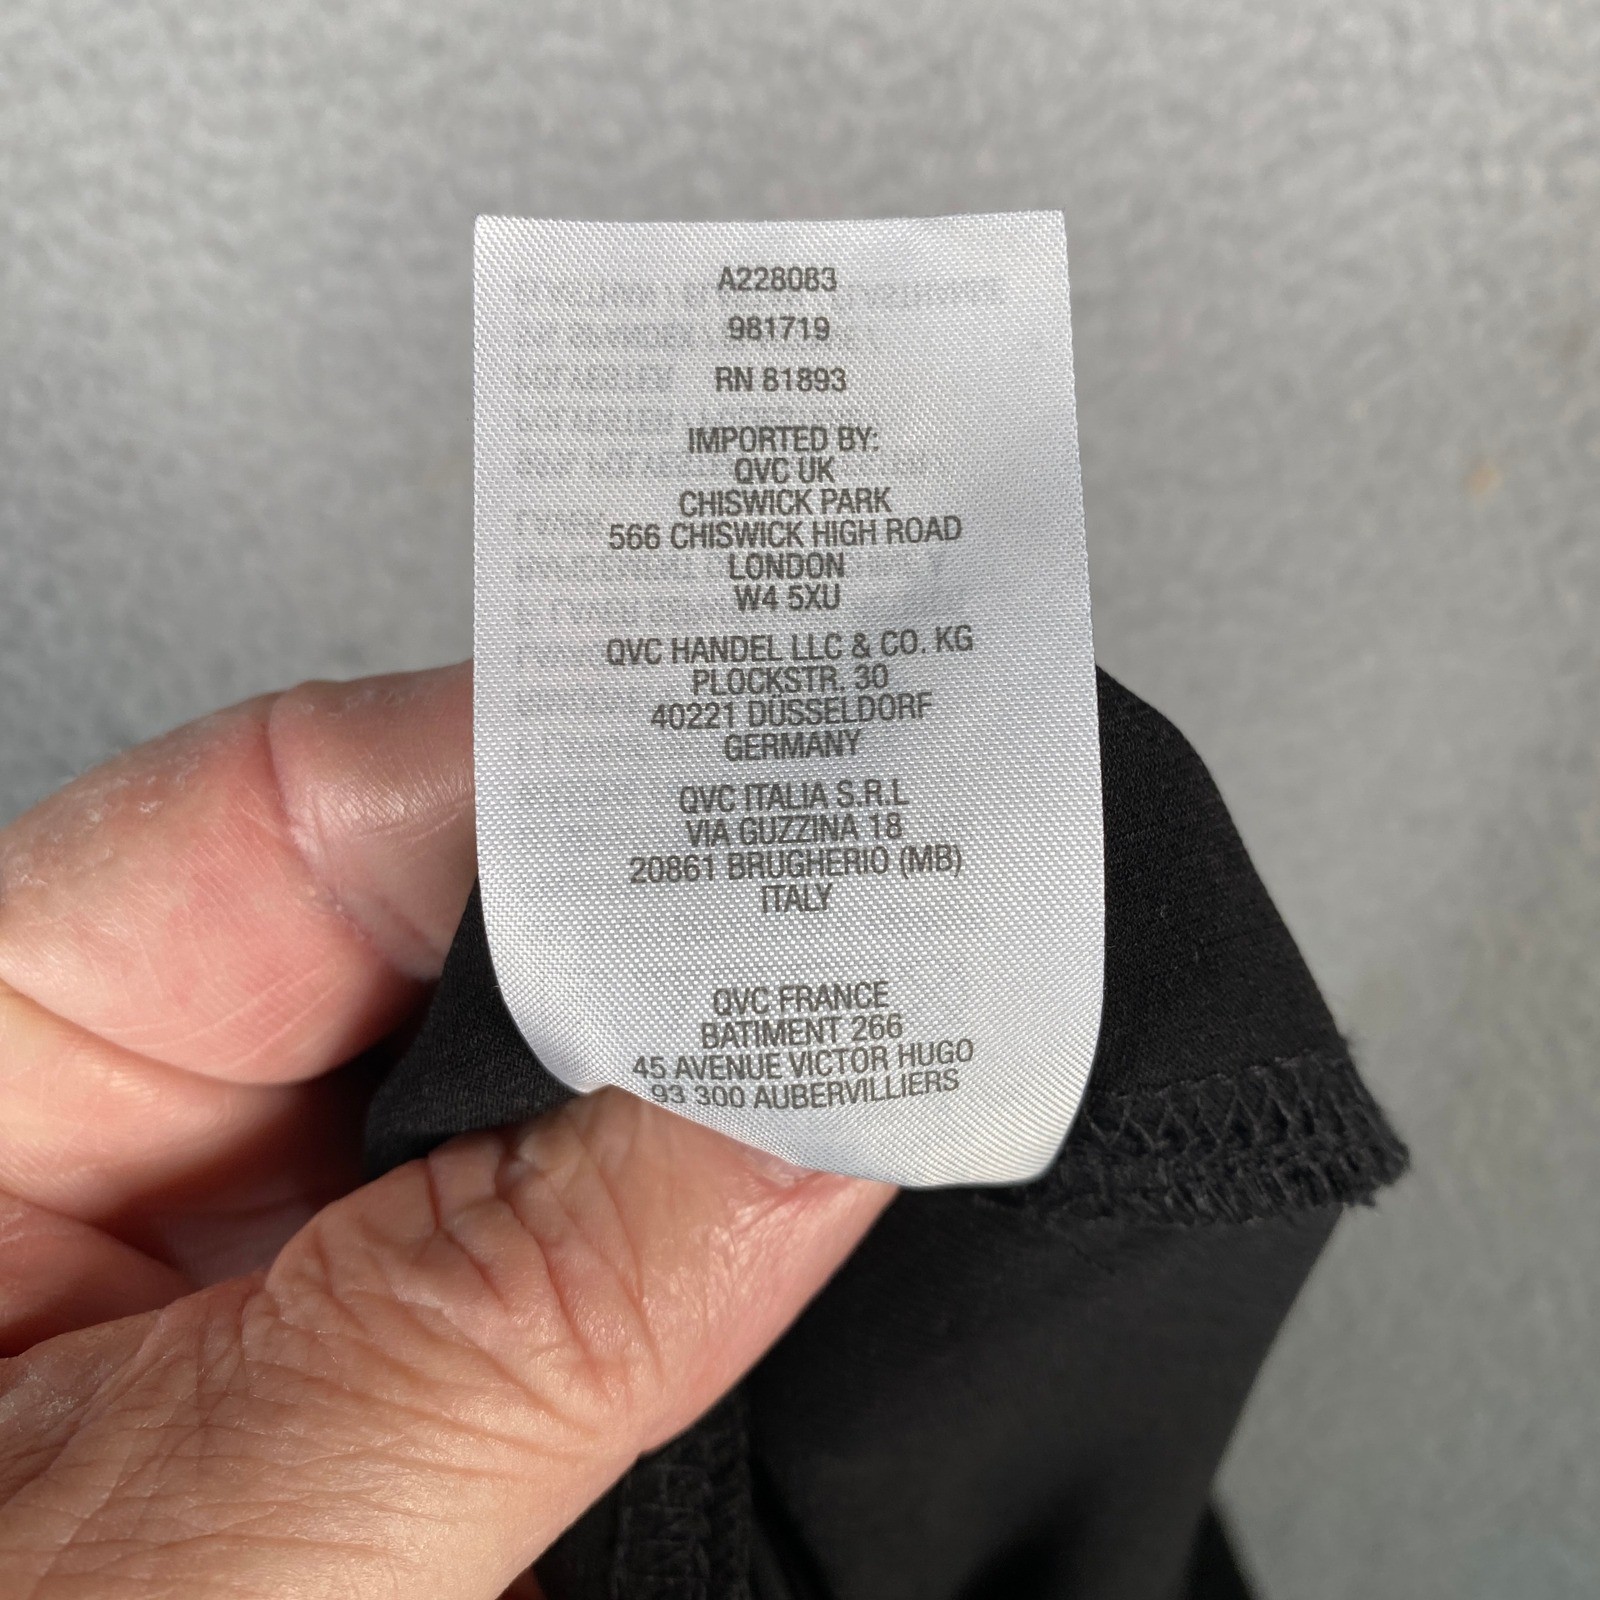 A228083
981719
RN 81893
IMPORTED BY:
QVC UK
CHISWICK PARK
566 CHISWICK HIGH ROAD
LONDON
W4 5XU
QVC HANDEL LLC & CO. KG
PLOCKSTR. 30
40221 DUSSELDORF
GERMANY
QVC ITALIA S.R.L
VIA GUZZINA 18
20861 BRUGHERIO (MB)
ITALY
QVC FRANCE
BATIMENT 266
45 AVENUE VICTOR HUGO
93 300 AUBERVILLIERS